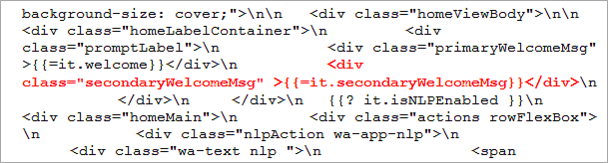 background-size: cover;">\n\n   <div class="homeViewBody">\n\n
<div class="homeLabelContainer">\n          <div
class="promptLabel">\n              <div class="primaryWelcomeMsg"
>{{=it.welcome}}</div>\n            <div
class="secondaryWelcomeMsg" >{{=it.secondaryWelcomeMsg}}</div>\n
</div>\n     </div>\n   {{? it.isNLPEnabled }}\n
<div class="homeMain">\n         <div class="actions rowFlexBox">
\n             <div class="nlpAction wa-app-nlp">\n
<div class="wa-text nlp ">\n                <span